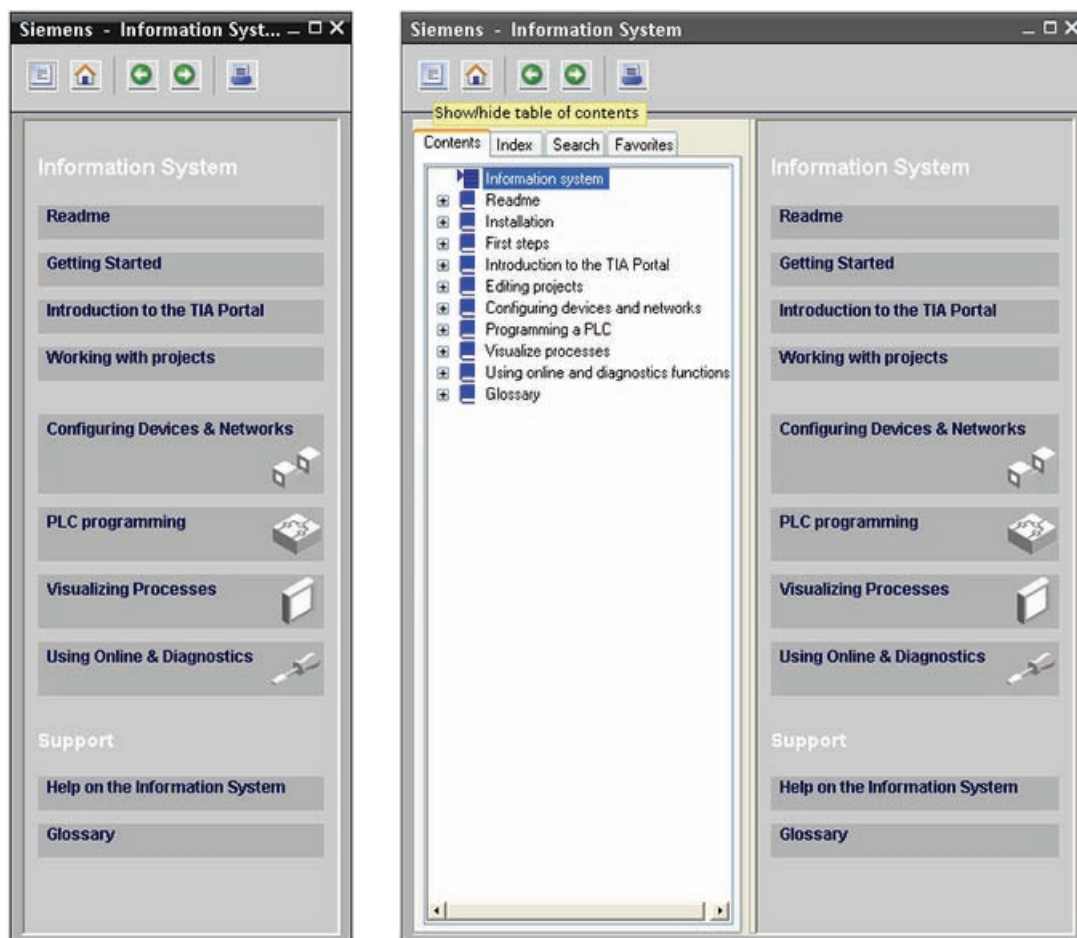 Siemens - Information Syst...
Information System
Readme
Getting Started
Introduction to the TIA Portal
Working with projects
Configuring Devices & Networks
PLC programming
Visualizing Processes
Using Online & Diagnostics
Support
Help on the Information System
Glossary
Siemens - Information System
Show/hide table of contents
Contents Index Search Favorites
Information system
Readme
Installation
First steps
Introduction to the TIA Portal
Editing projects
Configuring devices and networks
Programming a PLC
Visualize processes
Using online and diagnostics functions
Glossary
Information System
Readme
Getting Started
Introduction to the TIA Portal
Working with projects
Configuring Devices & Networks
PLC programming
Visualizing Processes
Using Online & Diagnostics
Support
Help on the Information System
Glossary